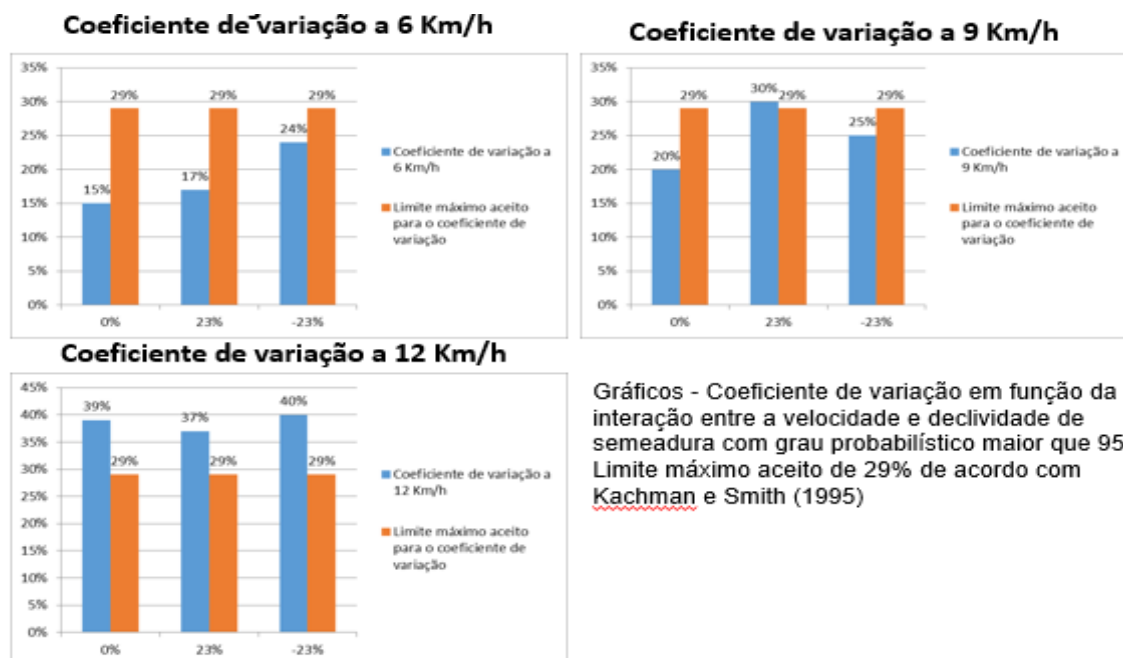 Coeficiente de variação a 6 Km/h
35%
30%
25%
20%
15%
10%
5%
0%
29%
29%
29%
15%
17%
24%
0%
23%
-23%
Coeficiente de variação a
6 Km/h
Limite máximo aceito
para o coeficiente de
variação
Coeficiente de variação a 9 Km/h
35%
30%
25%
20%
15%
10%
5%
0%
20%
29%
30%
29%
25%
29%
0%
23%
-23%
Coeficiente de variação a
9 Km/h
Limite máximo aceito
para o coeficiente de
variação
Coeficiente de variação a 12 Km/h
45%
40%
35%
30%
25%
20%
15%
10%
5%
0%
39%
29%
37%
29%
40%
29%
0%
23%
-23%
Coeficiente de variação a
12 Km/h
Limite máximo aceito
para o coeficiente de
variação
Gráficos - Coeficiente de variação em função da
interação entre a velocidade e declividade de
semeadura com grau probabilístico maior que 95
Limite máximo aceito de 29% de acordo com
Kachman e Smith (1995)